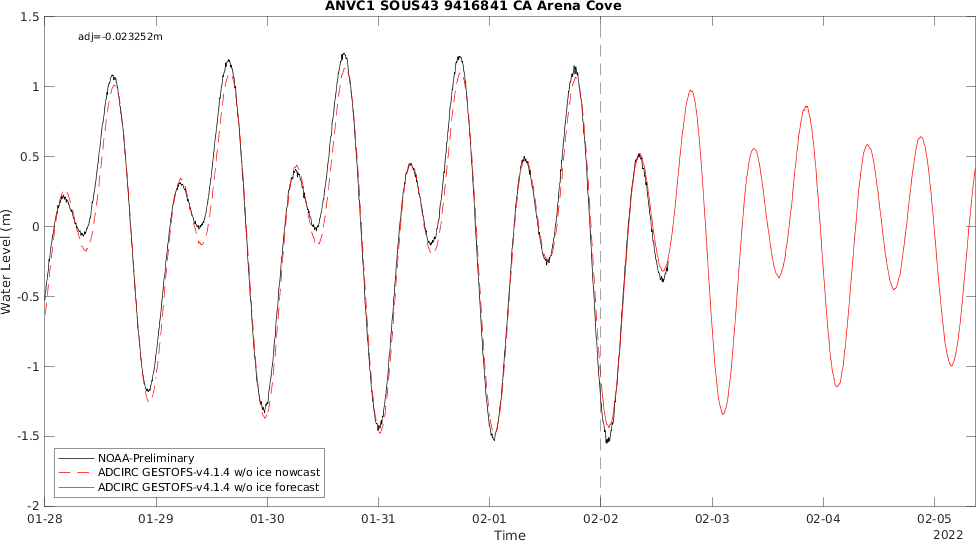 ANVC1 SOUS43 9416841 CA Arena Cove
adj=-0.023252m
1.5
1
0.5
0
-0.5
-1
-1.5
-2
Water Level (m)
NOAA-Preliminary
ADCIRC GESTOFS-v4.1.4 w/o ice nowcast
ADCIRC GESTOFS-v4.1.4 w/o ice forecast
01-28 01-29 01-30 01-31 02-01 02-02 02-03 02-04 02-05
Time
2022